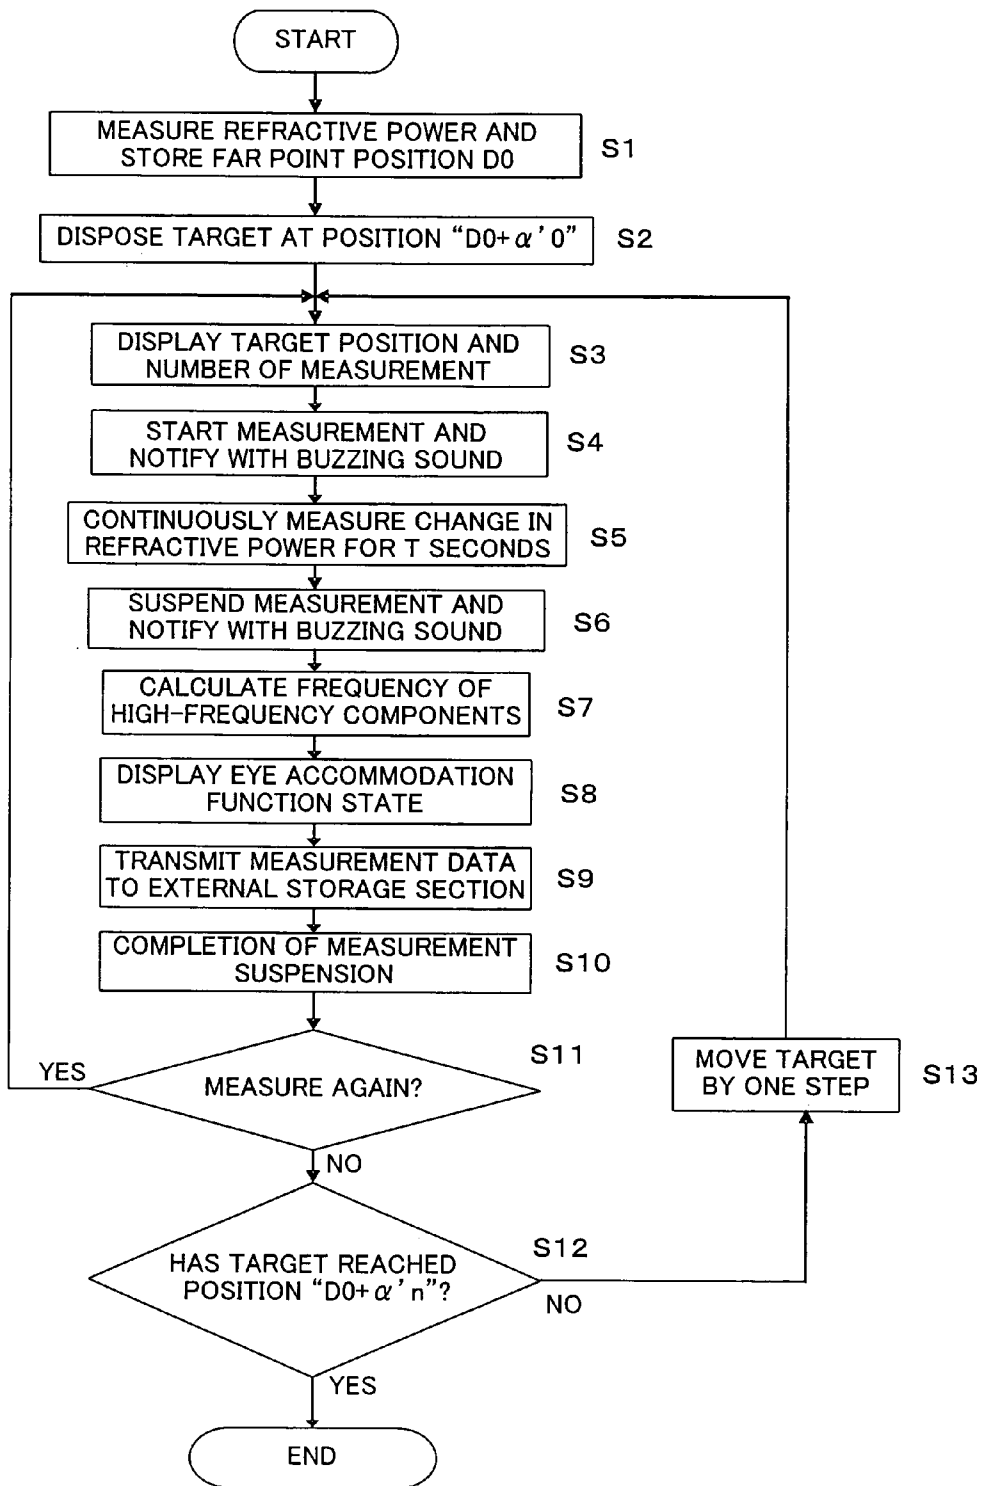 START
MEASURE REFRACTIVE POWER AND
STORE FAR POINT POSITION D0
S1
DISPOSE TARGET AT POSITION “D0+α’0”
S2
DISPLAY TARGET POSITION AND
NUMBER OF MEASUREMENT
S3
START MEASUREMENT AND
NOTIFY WITH BUZZING SOUND
S4
CONTINUOUSLY MEASURE CHANGE IN
REFRACTIVE POWER FOR T SECONDS
S5
SUSPEND MEASUREMENT AND
NOTIFY WITH BUZZING SOUND
S6
CALCULATE FREQUENCY OF
HIGH-FREQUENCY COMPONENTS
S7
DISPLAY EYE ACCOMMODATION
FUNCTION STATE
S8
TRANSMIT MEASUREMENT DATA
TO EXTERNAL STORAGE SECTION
S9
COMPLETION OF MEASUREMENT
SUSPENSION
S10
MEASURE AGAIN?
S11
YES
NO
MOVE TARGET
BY ONE STEP
S13
HAS TARGET REACHED
POSITION “D0+α’n”?
S12
NO
YES
END